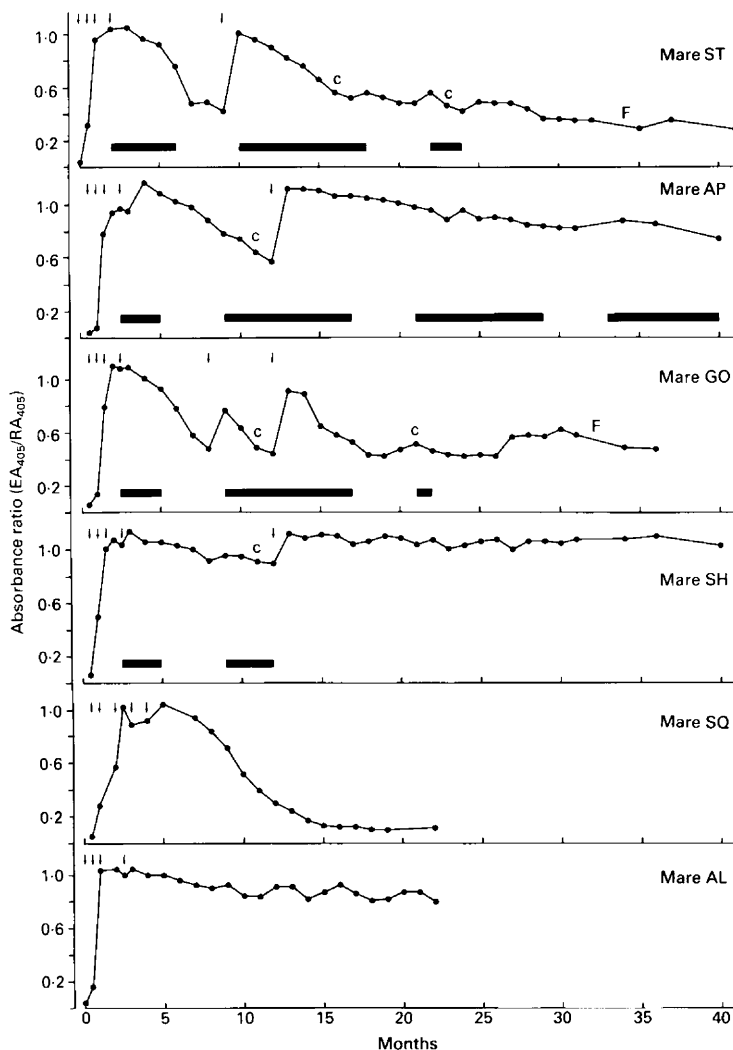 Mare ST
1·0
0·6
0·2
c
c
F
Mare AP
1·0
0·6
0·2
c
Mare GO
1·0
0·6
0·2
c
c
F
Mare SH
1·0
0·6
0·2
c
Mare SQ
1·0
0·6
0·2
Mare AL
1·0
0·6
0·2
Absorbance ratio (EA405/RA405)
0 5 10 15 20 25 30 35 40
Months